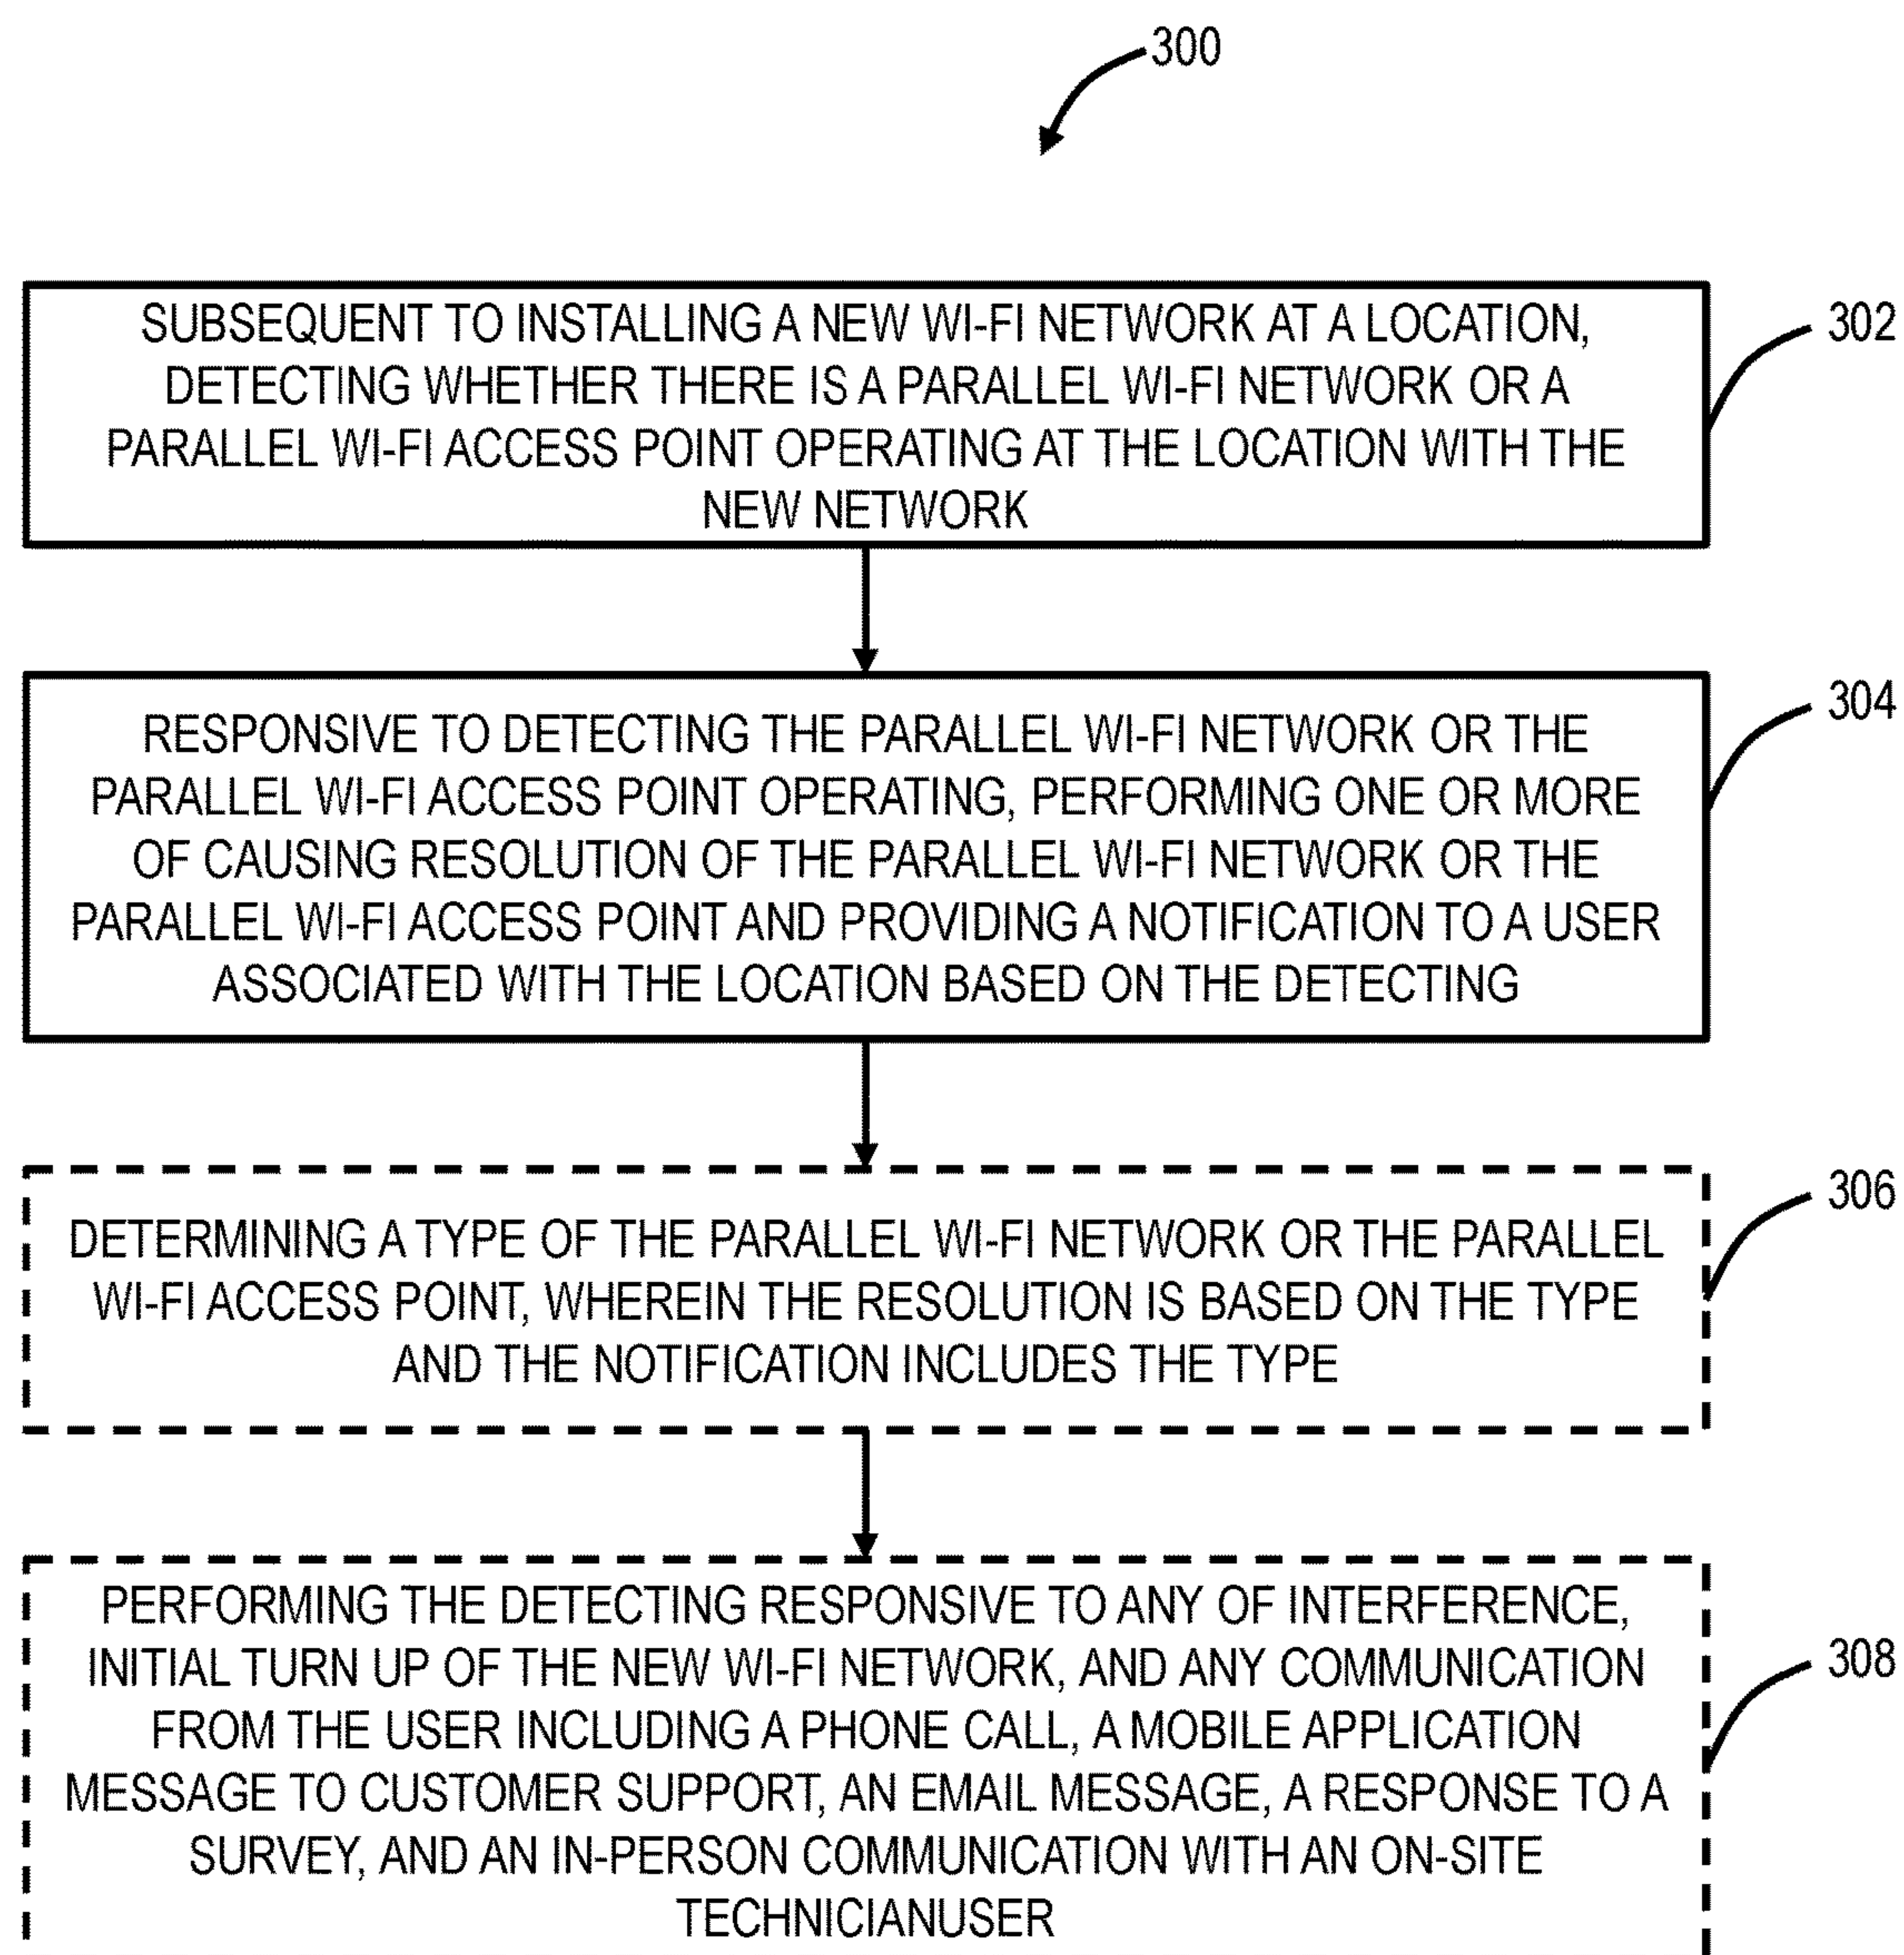 300
SUBSEQUENT TO INSTALLING A NEW WI-FI NETWORK AT A LOCATION,
DETECTING WHETHER THERE IS A PARALLEL WI-FI NETWORK OR A
PARALLEL WI-FI ACCESS POINT OPERATING AT THE LOCATION WITH THE
NEW NETWORK
302
RESPONSIVE TO DETECTING THE PARALLEL WI-FI NETWORK OR THE
PARALLEL WI-FI ACCESS POINT OPERATING, PERFORMING ONE OR MORE
OF CAUSING RESOLUTION OF THE PARALLEL WI-FI NETWORK OR THE
PARALLEL WI-FI ACCESS POINT AND PROVIDING A NOTIFICATION TO A USER
ASSOCIATED WITH THE LOCATION BASED ON THE DETECTING
304
DETERMINING A TYPE OF THE PARALLEL WI-FI NETWORK OR THE PARALLEL
WI-FI ACCESS POINT, WHEREIN THE RESOLUTION IS BASED ON THE TYPE
AND THE NOTIFICATION INCLUDES THE TYPE
306
PERFORMING THE DETECTING RESPONSIVE TO ANY OF INTERFERENCE,
INITIAL TURN UP OF THE NEW WI-FI NETWORK, AND ANY COMMUNICATION
FROM THE USER INCLUDING A PHONE CALL, A MOBILE APPLICATION
MESSAGE TO CUSTOMER SUPPORT, AN EMAIL MESSAGE, A RESPONSE TO A
SURVEY, AND AN IN-PERSON COMMUNICATION WITH AN ON-SITE
TECHNICIANUSER
308